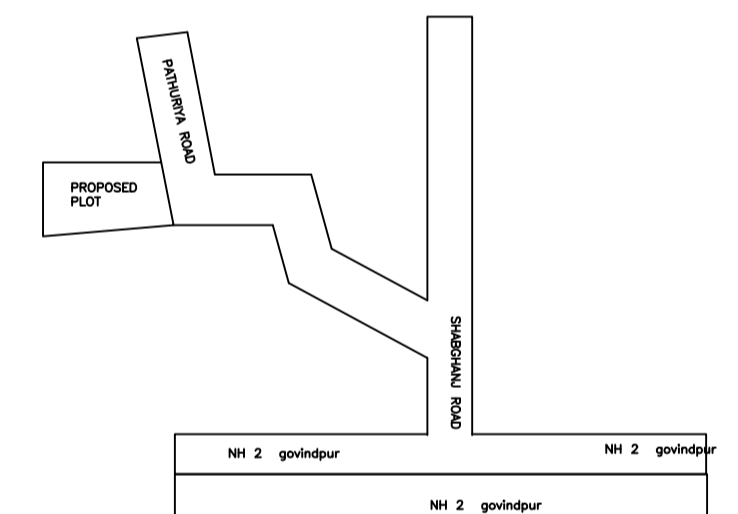 PATHURIYA ROAD
PROPOSED
PLOT
SHABGHANJ ROAD
NH 2 govindpur
NH 2 govindpur
NH 2 govindpur